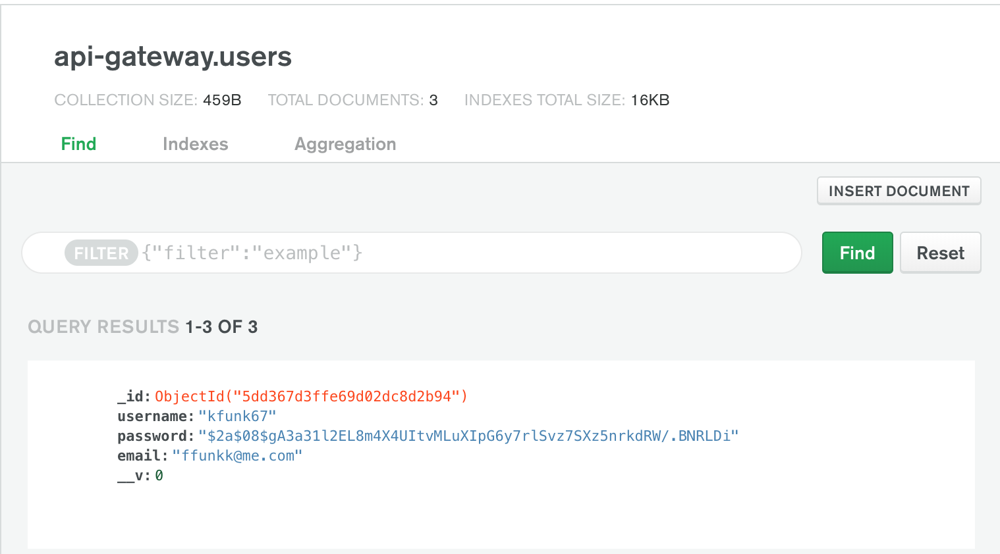 api-gateway.users
COLLECTION SIZE: 459B TOTAL DOCUMENTS: 3 INDEXES TOTAL SIZE: 16KB
Find Indexes Aggregation
INSERT DOCUMENT
FILTER {"filter":"example"} Find Reset
QUERY RESULTS 1-3 OF 3
_id: ObjectId("5dd367d3ffe69d02dc8d2b94")
username: "kfunk67"
password: "$2a$08$gA3a31l2EL8m4X4UItvMLuXIpG6y7rlSvz7SXz5nrkdRW/.BNRLDi"
email: "ffunkk@me.com"
__v: 0